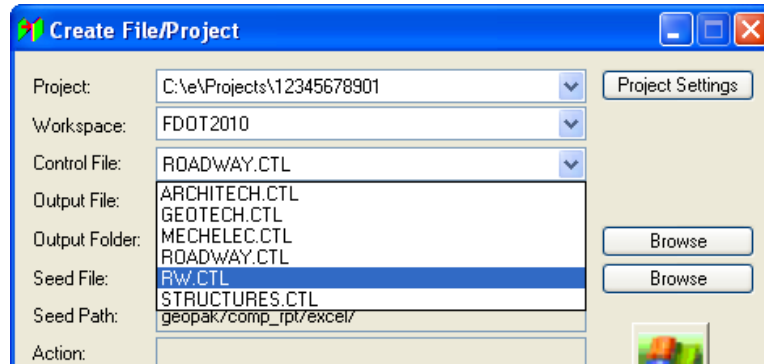 Create File/Project
Project: C:\e\Projects\12345678901 Project Settings
Workspace: FDOT2010
Control File: ROADWAY.CTL
Output File: ARCHITECH.CTL
GEOTECH.CTL
Output Folder: MECHELEC.CTL Browse
ROADWAY.CTL
Seed File: RW.CTL Browse
STRUCTURES.CTL
Seed Path: geopak/comp_rpt/excel/
Action: